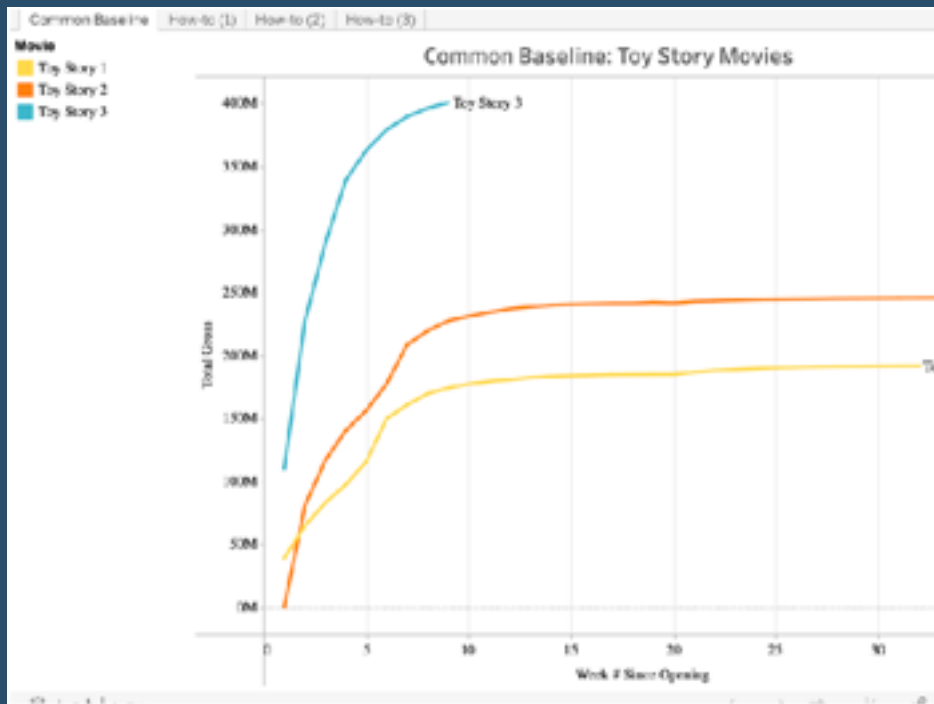 Common Baseline How-to (1) How-to (2) How-to (3)
Movie
Toy Story 1
Toy Story 2
Toy Story 3
Common Baseline: Toy Story Movies
Toy Story 3
400M
350M
300M
250M
200M
150M
100M
50M
0M
Total Gross
0 5 10 15 20 25 30
Week # Since Opening